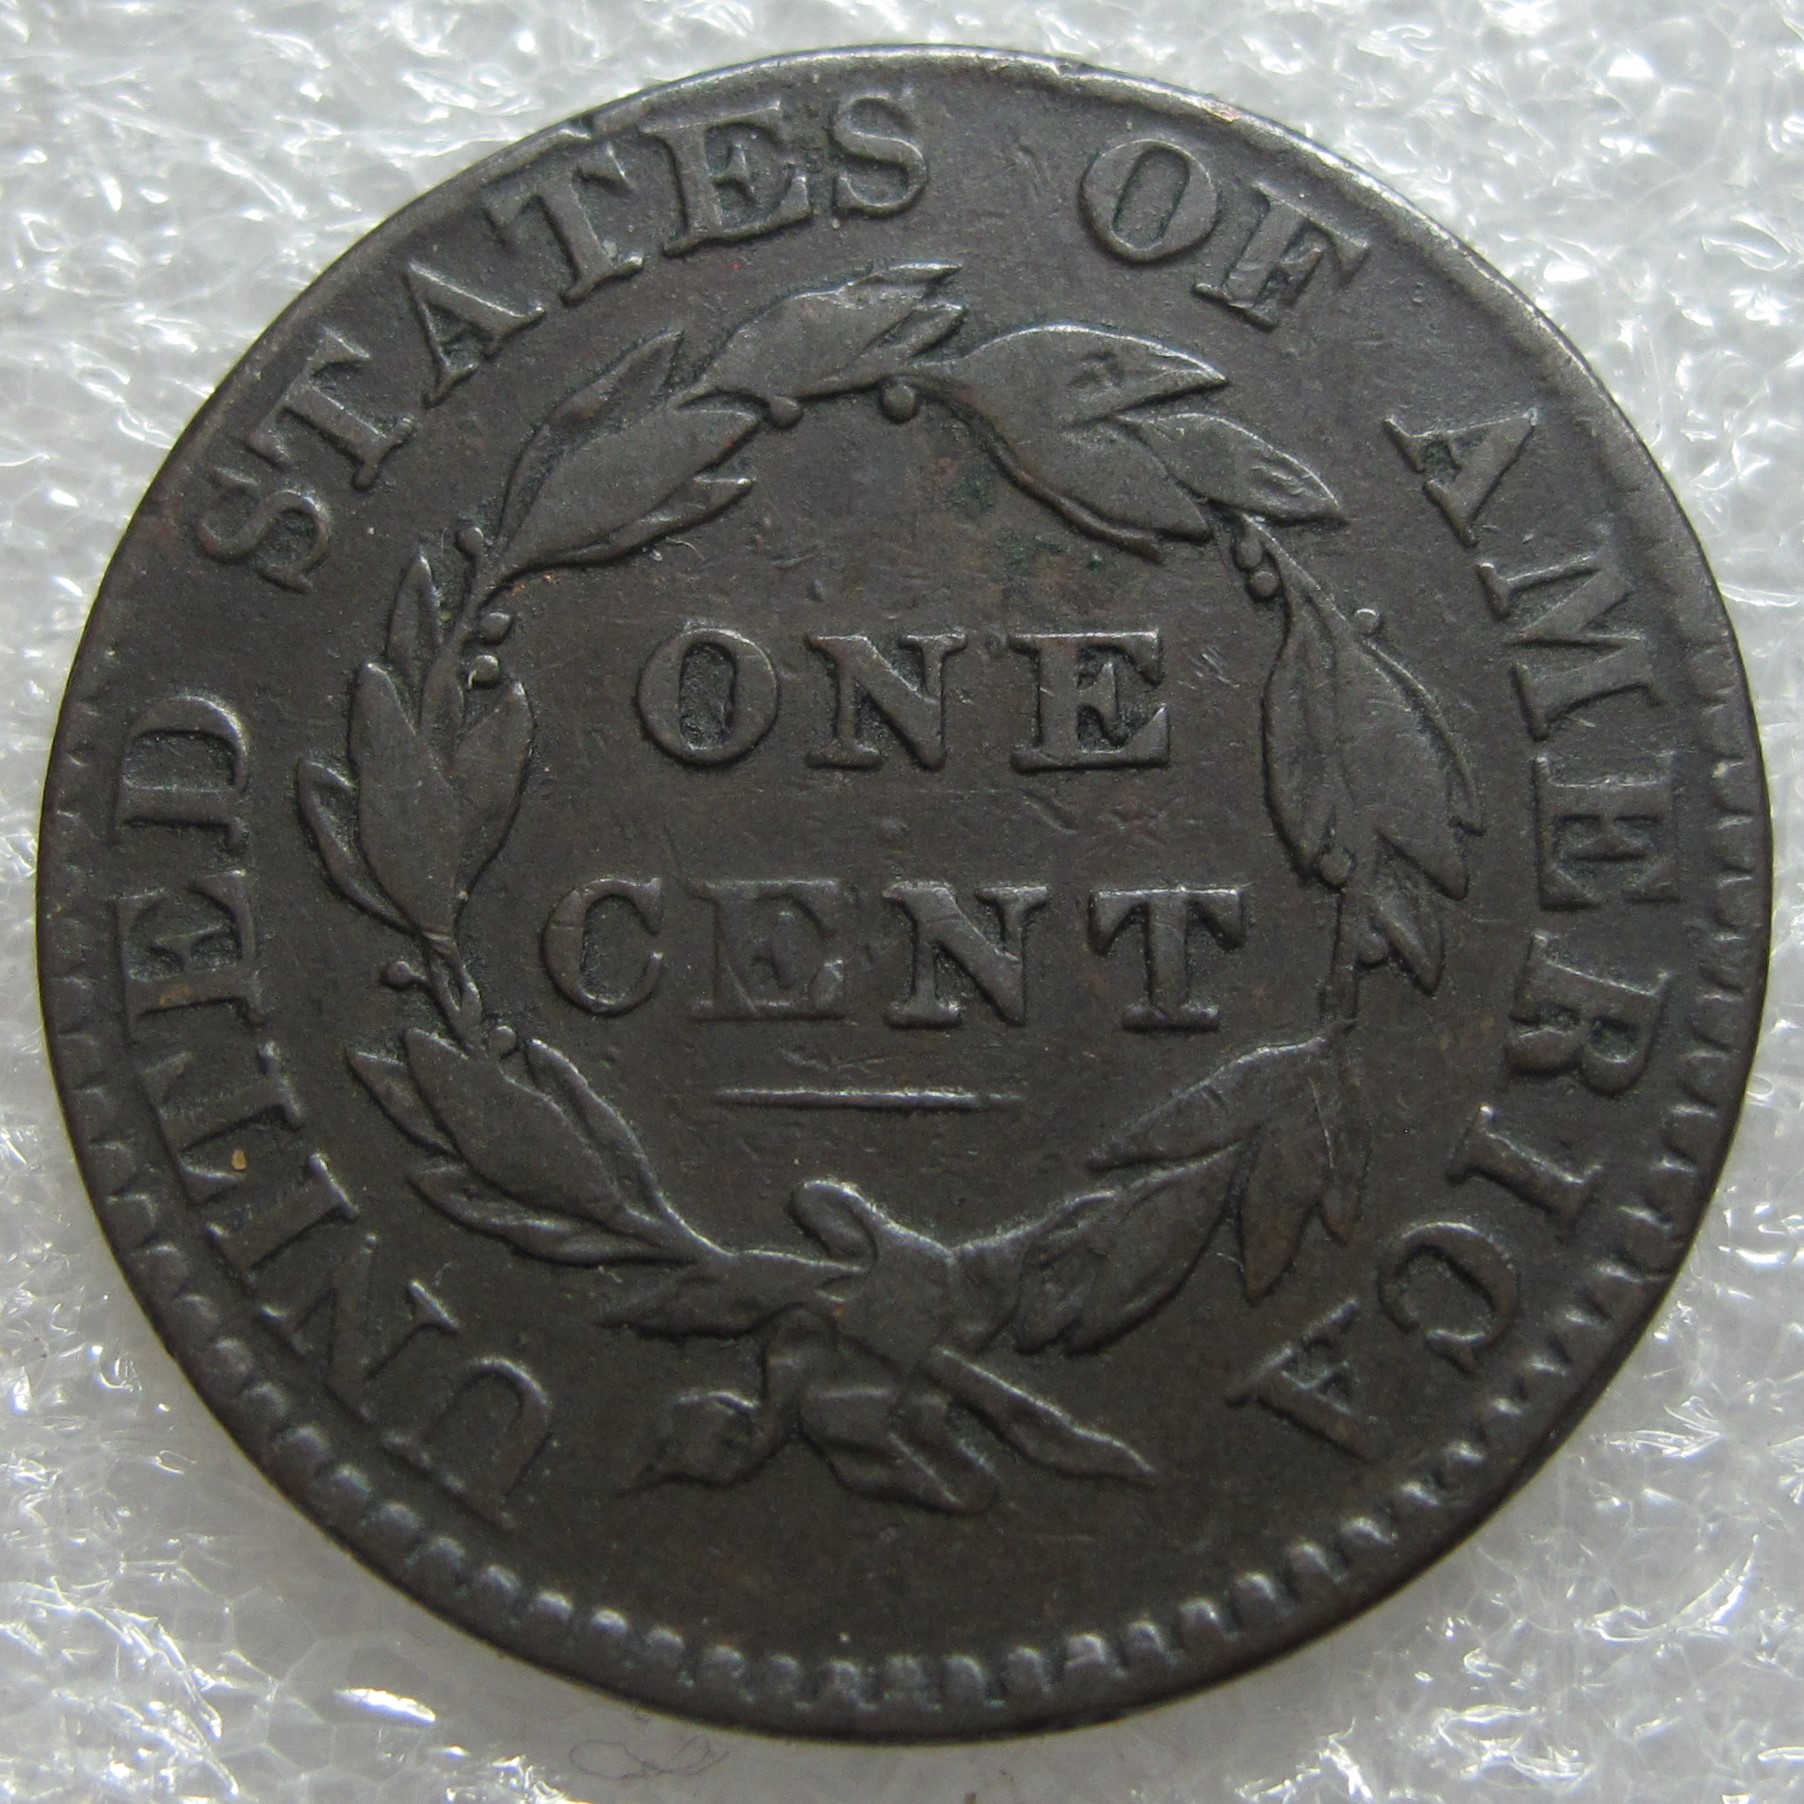 UNITED STATES OF AMERICA
ONE
CENT